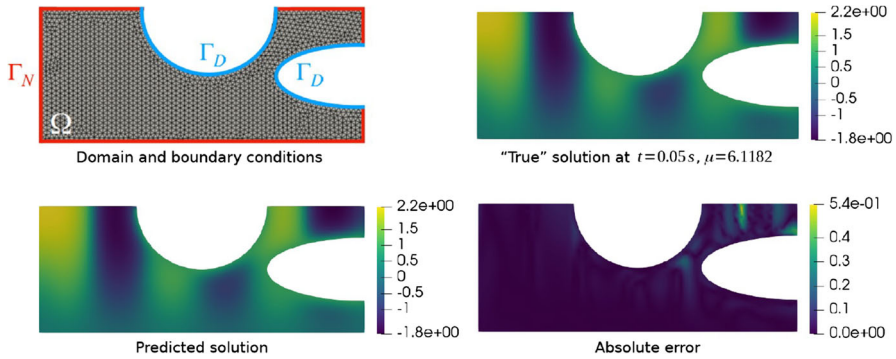 Γ_D
Γ_N
Γ_D
Ω
Domain and boundary conditions
2.2e+00
1.5
1
0.5
0
-0.5
-1
-1.8e+00
“True” solution at t=0.05 s, μ=6.1182
2.2e+00
1.5
1
0.5
0
-0.5
-1
-1.8e+00
Predicted solution
5.4e-01
0.4
0.3
0.2
0.1
0.0e+00
Absolute error